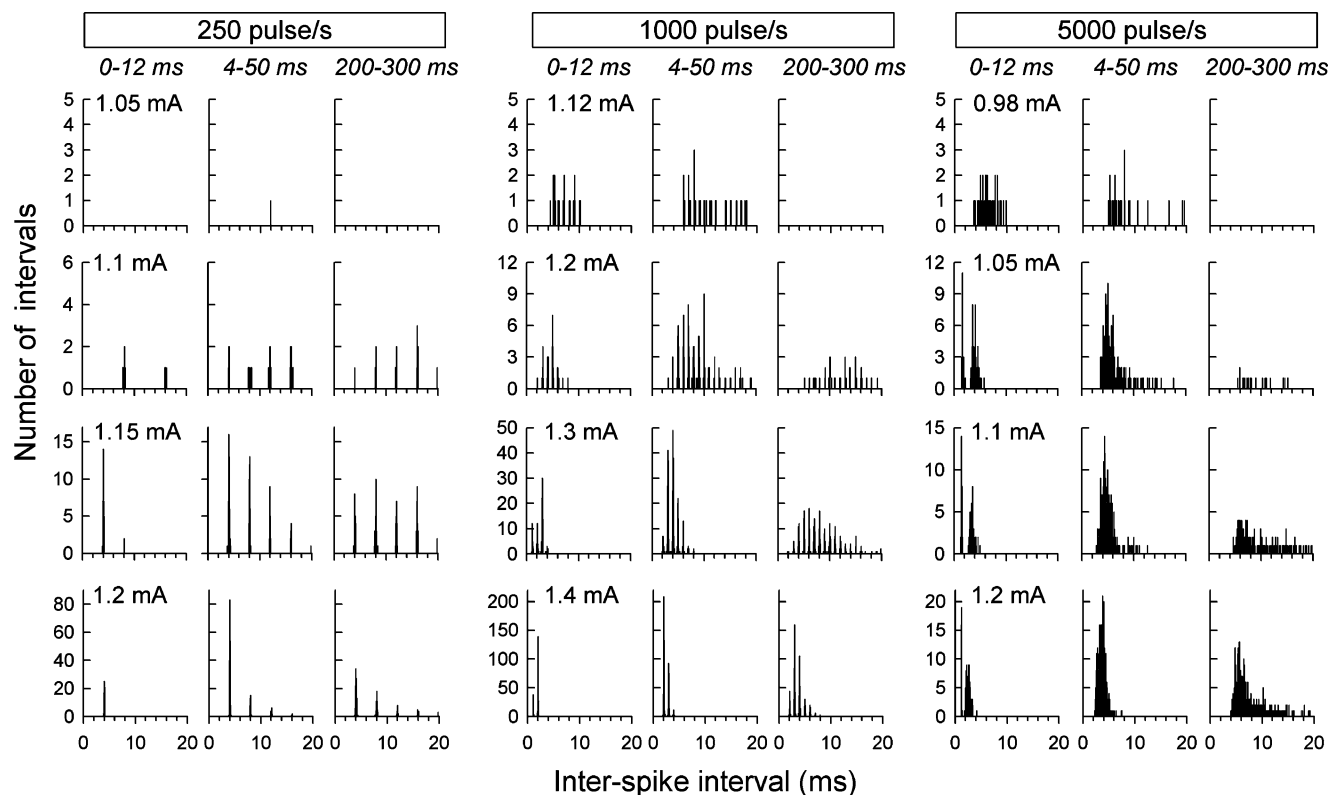 250 pulse/s 1000 pulse/s 5000 pulse/s
0-12 ms 4-50 ms 200-300 ms 0-12 ms 4-50 ms 200-300 ms 0-12 ms 4-50 ms 200-300 ms
Number of intervals
5 1.05 mA 5 1.12 mA 5 0.98 mA
4 4 4
3 3 3
2 2 2
1 1 1
0 0 0
6 1.1 mA 12 1.2 mA 12 1.05 mA
4 9 9
2 6 6
0 3 3
0 0
15 1.15 mA 50 1.3 mA 15 1.1 mA
10 40 10
5 30 5
0 20 0
10
0
80 1.2 mA 200 1.4 mA 20 1.2 mA
60 150 15
40 100 10
20 50 5
0 0 0
0 10 20 0 10 20 0 10 20 0 10 20 0 10 20 0 10 20 0 10 20 0 10 20 0 10 20
Inter-spike interval (ms)